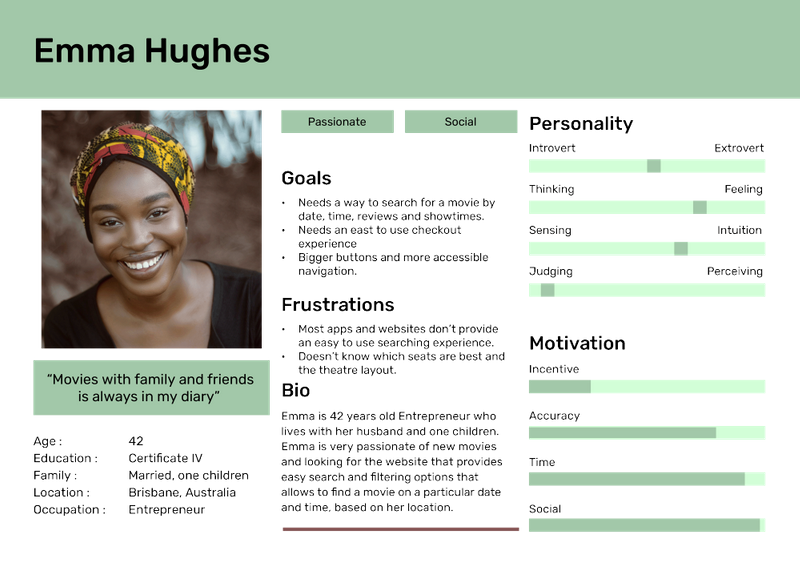 Emma Hughes
“Movies with family and friends
is always in my diary”
Age : 42
Education : Certificate IV
Family : Married, one children
Location : Brisbane, Australia
Occupation : Entrepreneur
Passionate Social
Goals
• Needs a way to search for a movie by
date, time, reviews and showtimes.
• Needs an east to use checkout
experience
• Bigger buttons and more accessible
navigation.
Frustrations
• Most apps and websites don’t provide
an easy to use searching experience.
• Doesn’t know which seats are best and
the theatre layout.
Bio
Emma is 42 years old Entrepreneur who
lives with her husband and one children.
Emma is very passionate of new movies
and looking for the website that provides
easy search and filtering options that
allows to find a movie on a particular date
and time, based on her location.
Personality
Introvert Extrovert
Thinking Feeling
Sensing Intuition
Judging Perceiving
Motivation
Incentive
Accuracy
Time
Social